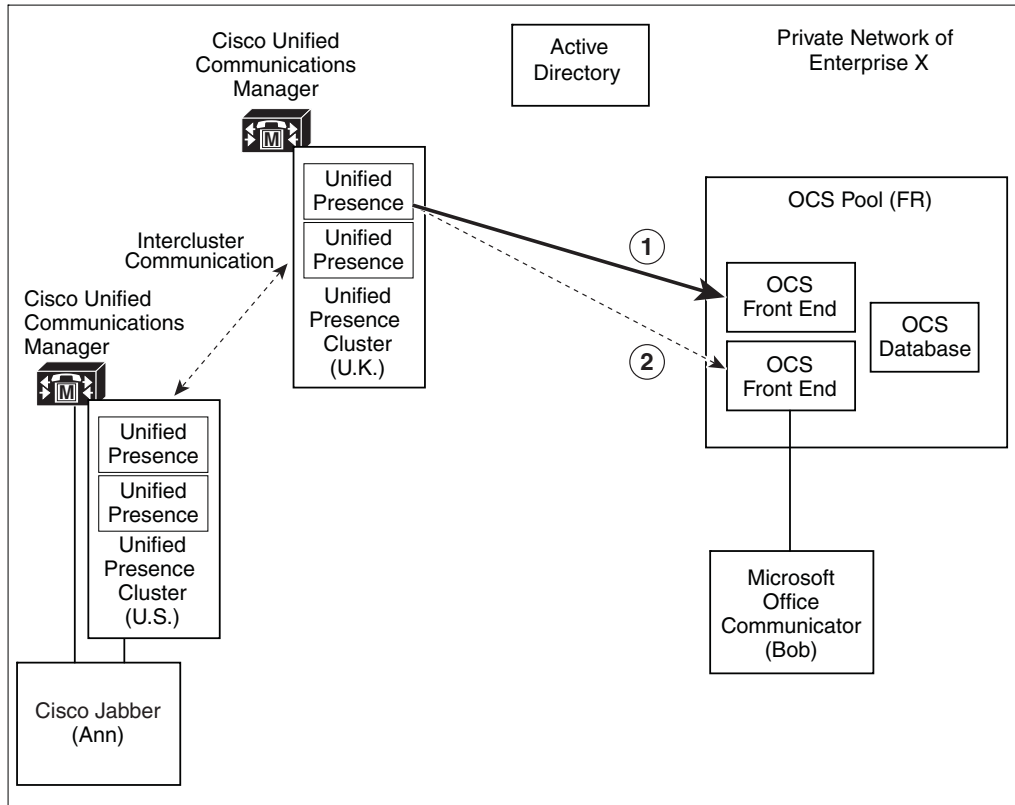 Cisco Unified
Communications
Manager
M
Active
Directory
Private Network of
Enterprise X
Unified
Presence
Unified
Presence
Unified
Presence
Cluster
(U.K.)
Intercluster
Communication
Cisco Unified
Communications
Manager
M
Unified
Presence
Unified
Presence
Unified
Presence
Cluster
(U.S.)
Cisco Jabber
(Ann)
1
2
OCS Pool (FR)
OCS
Front End
OCS
Front End
OCS
Database
Microsoft
Office
Communicator
(Bob)